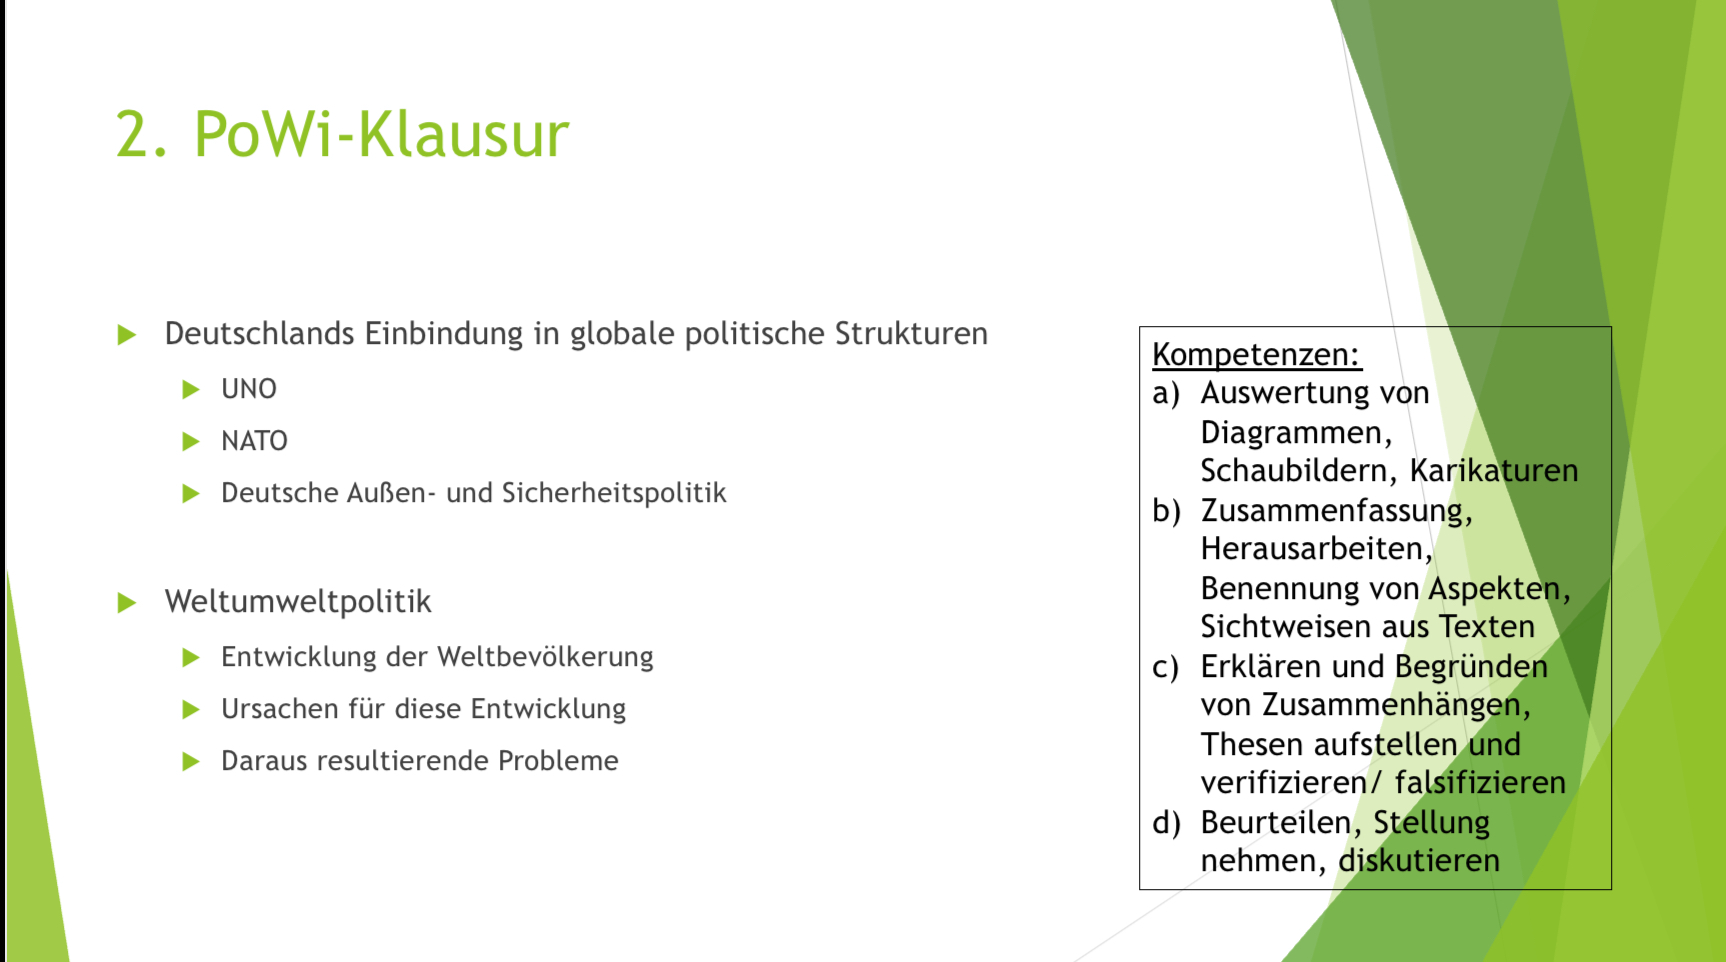 2. PoWi-Klausur
Deutschlands Einbindung in globale politische Strukturen
UNO
NATO
Deutsche Außen- und Sicherheitspolitik
Weltumweltpolitik
Entwicklung der Weltbevölkerung
Ursachen für diese Entwicklung
Daraus resultierende Probleme
Kompetenzen:
a) Auswertung von
Diagrammen,
Schaubildern, Karikaturen
b) Zusammenfassung,
Herausarbeiten,
Benennung von Aspekten,
Sichtweisen aus Texten
c) Erklären und Begründen
von Zusammenhängen,
Thesen aufstellen und
verifizieren/ falsifizieren
d) Beurteilen, Stellung
nehmen, diskutieren